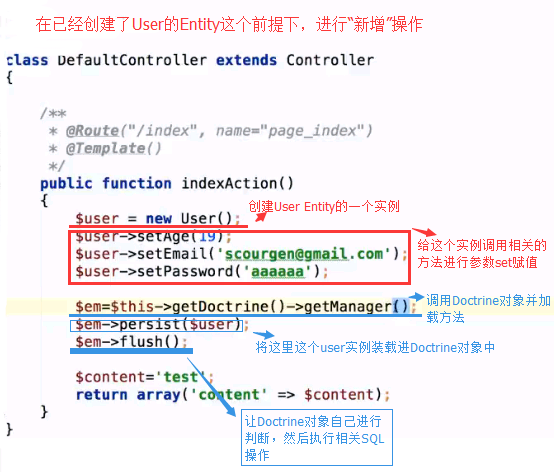 在已经创建了User的Entity这个前提下，进行“新增”操作
class DefaultController extends Controller
{
/**
* @Route("/index", name="page_index")
* @Template()
*/
public function indexAction()
{
$user = new User();
创建User Entity的一个实例
$user->setAge(19);
$user->setEmail('scourgen@gmail.com');
$user->setPassword('aaaaaa');
给这个实例调用相关的
方法进行参数set赋值
$em=$this->getDoctrine()->getManager();
调用Doctrine对象并加
载方法
$em->persist($user);
$em->flush();
将这里这个user实例装载进Doctrine对象中
$content='test';
return array('content' => $content);
}
}
让Doctrine对象自己进行
判断，然后执行相关SQL
操作